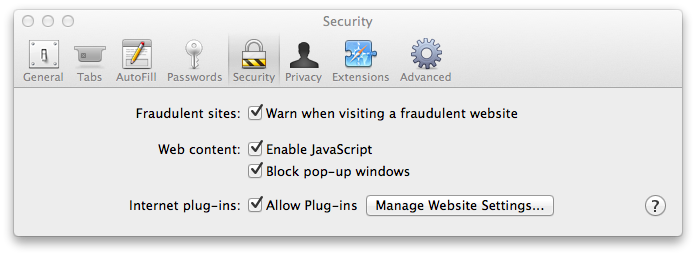 Security
General Tabs AutoFill Passwords Security Privacy Extensions Advanced
Fraudulent sites: Warn when visiting a fraudulent website
Web content: Enable JavaScript
Block pop-up windows
Internet plug-ins: Allow Plug-ins Manage Website Settings... ?